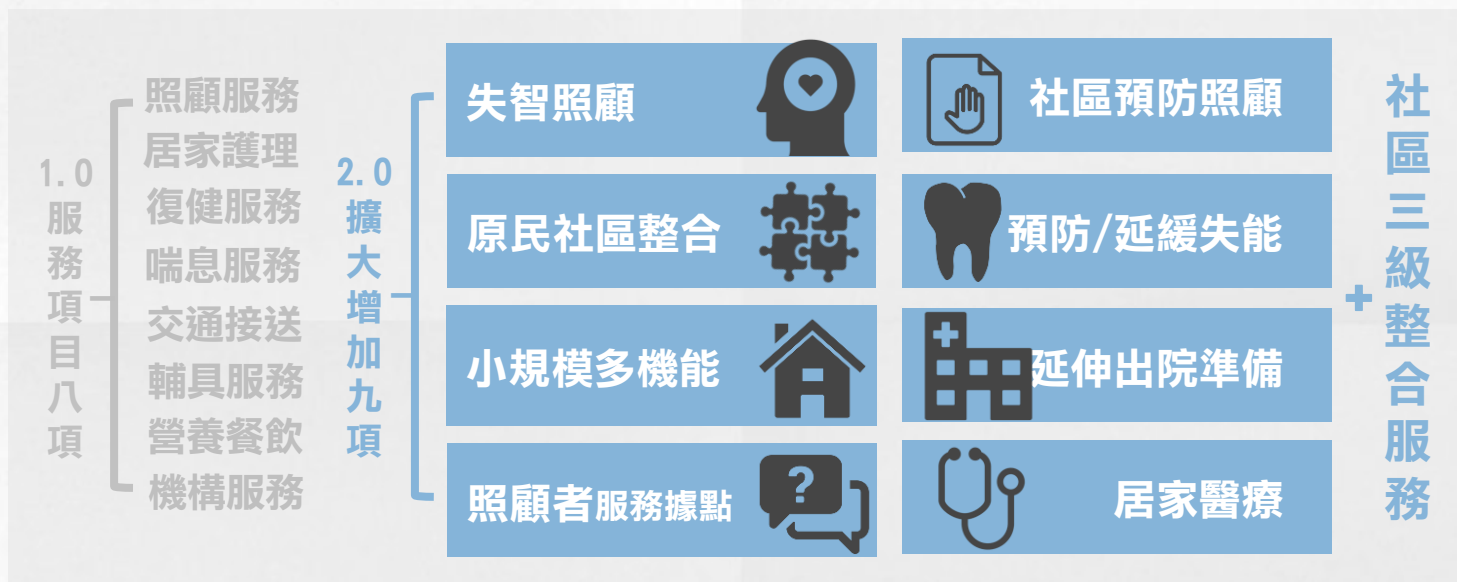 1.0服務項目八項
照顧服務
居家護理
復健服務
喘息服務
交通接送
輔具服務
營養餐飲
機構服務
2.0擴大增加九項
失智照顧
原民社區整合
小規模多機能
照顧者服務據點
?
社區預防照顧
預防/延緩失能
延伸出院準備
居家醫療
+
社區三級整合服務